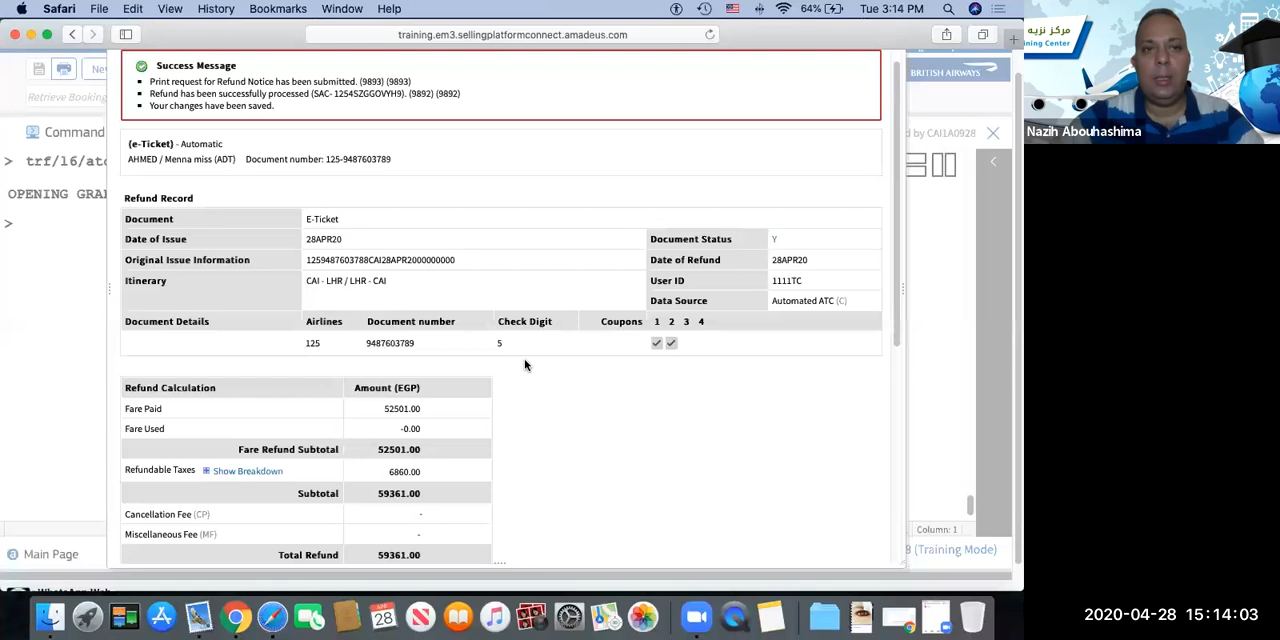 Safari File Edit View History Bookmarks Window Help 64% Tue 3:14 PM
training.em3.sellingplatformconnect.amadeus.com
مركز نزيه
ning Center
Nazih Abouhashima
Success Message
Print request for Refund Notice has been submitted. (9893) (9893)
Refund has been successfully processed (SAC- 1254SZGGOVYH9). (9892) (9892)
Your changes have been saved.
BRITISH AIRWAYS
Retrieve Booking
Command
d by CAI1A0928
> trf/l6/atc
OPENING GRA
>
(e-Ticket) - Automatic
AHMED / Menna miss (ADT) Document number: 125-9487603789
Refund Record
Document E-Ticket
Date of Issue 28APR20 Document Status Y
Original Issue Information 1259487603788CAI28APR2000000000 Date of Refund 28APR20
Itinerary CAI - LHR / LHR - CAI User ID 1111TC
Data Source Automated ATC (C)
Document Details Airlines Document number Check Digit Coupons 1 2 3 4
125 9487603789 5
Refund Calculation Amount (EGP)
Fare Paid 52501.00
Fare Used -0.00
Fare Refund Subtotal 52501.00
Refundable Taxes Show Breakdown 6860.00
Subtotal 59361.00
Cancellation Fee (CP) -
Miscellaneous Fee (MF) -
Total Refund 59361.00
Column: 1
Main Page
(Training Mode)
2020-04-28 15:14:03